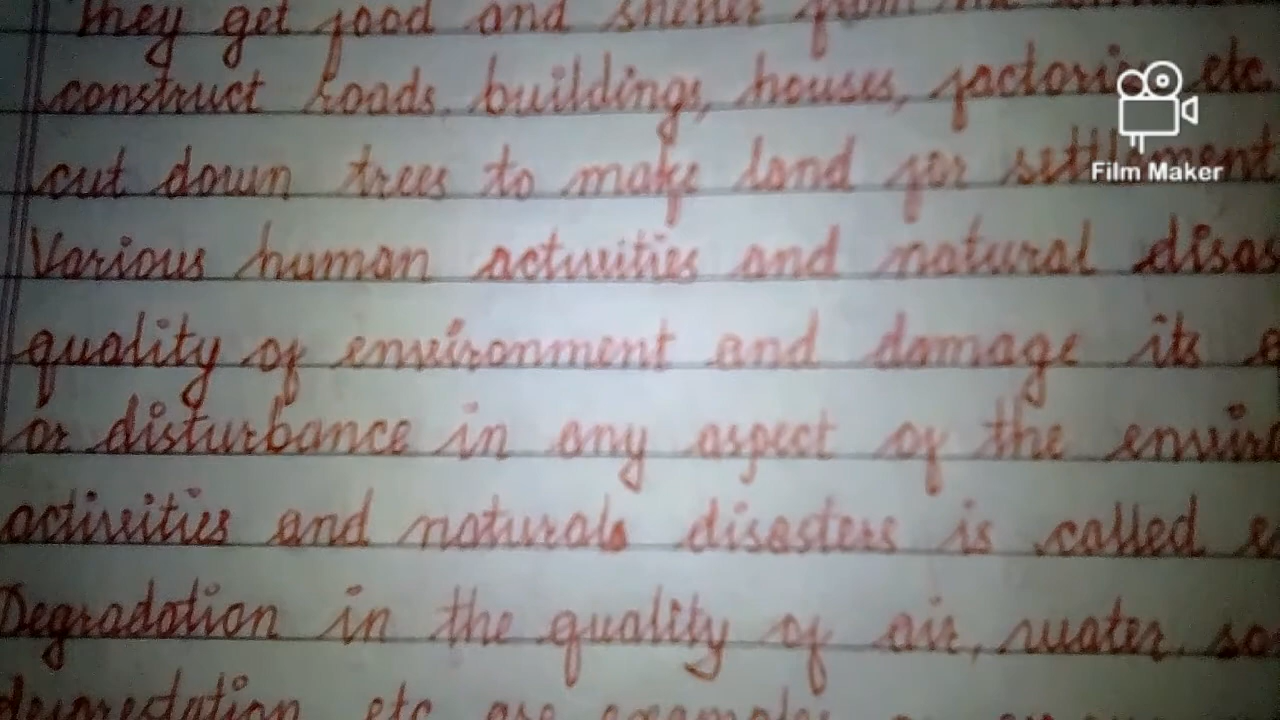 they get food and shelter from the
construct roads, buildings, houses, factories etc.
cut down trees to make land for settlement
Film Maker
Various human activities and natural disas
quality of environment and damage its e
or disturbance in any aspect of the envir
activities and naturals disasters is called e
Degradation in the quality of air, water, so
deforestation etc are examples